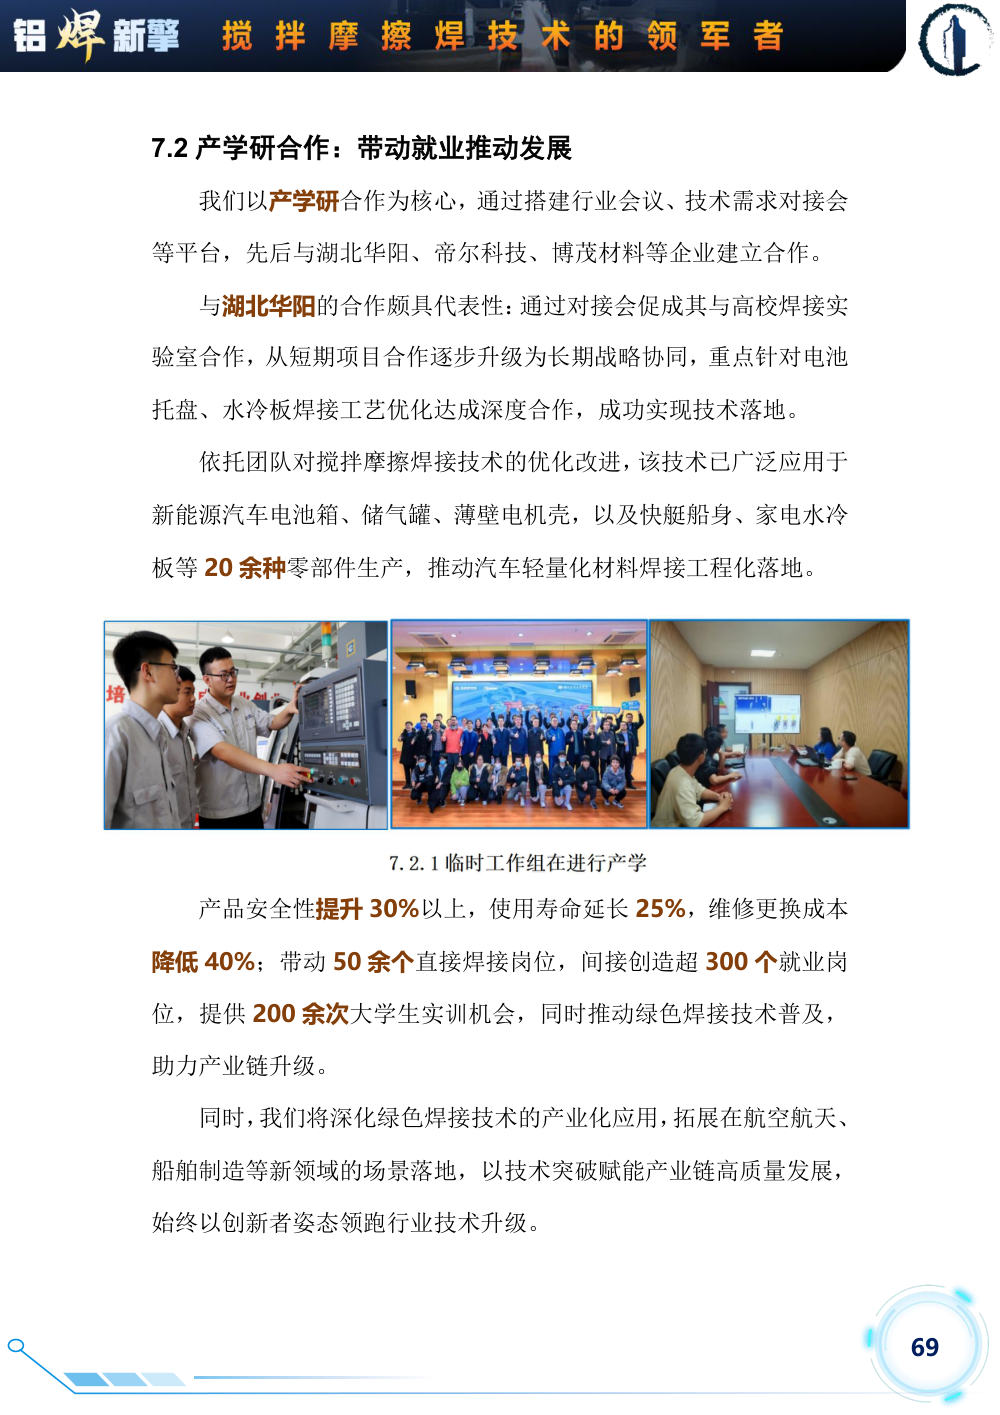 铝焊新擎 搅拌摩擦焊技术的领军者
7.2 产学研合作：带动就业推动发展
我们以产学研合作为核心，通过搭建行业会议、技术需求对接会
等平台，先后与湖北华阳、帝尔科技、博茂材料等企业建立合作。
与湖北华阳的合作颇具代表性：通过对接会促成其与高校焊接实
验室合作，从短期项目合作逐步升级为长期战略协同，重点针对电池
托盘、水冷板焊接工艺优化达成深度合作，成功实现技术落地。
依托团队对搅拌摩擦焊接技术的优化改进，该技术已广泛应用于
新能源汽车电池箱、储气罐、薄壁电机壳，以及快艇船身、家电水冷
板等 20 余种零部件生产，推动汽车轻量化材料焊接工程化落地。
培
7.2.1 临时工作组在进行产学
产品安全性提升 30%以上，使用寿命延长 25%，维修更换成本
降低 40%；带动 50 余个直接焊接岗位，间接创造超 300 个就业岗
位，提供 200 余次大学生实训机会，同时推动绿色焊接技术普及，
助力产业链升级。
同时，我们将深化绿色焊接技术的产业化应用，拓展在航空航天、
船舶制造等新领域的场景落地，以技术突破赋能产业链高质量发展，
始终以创新者姿态领跑行业技术升级。
69